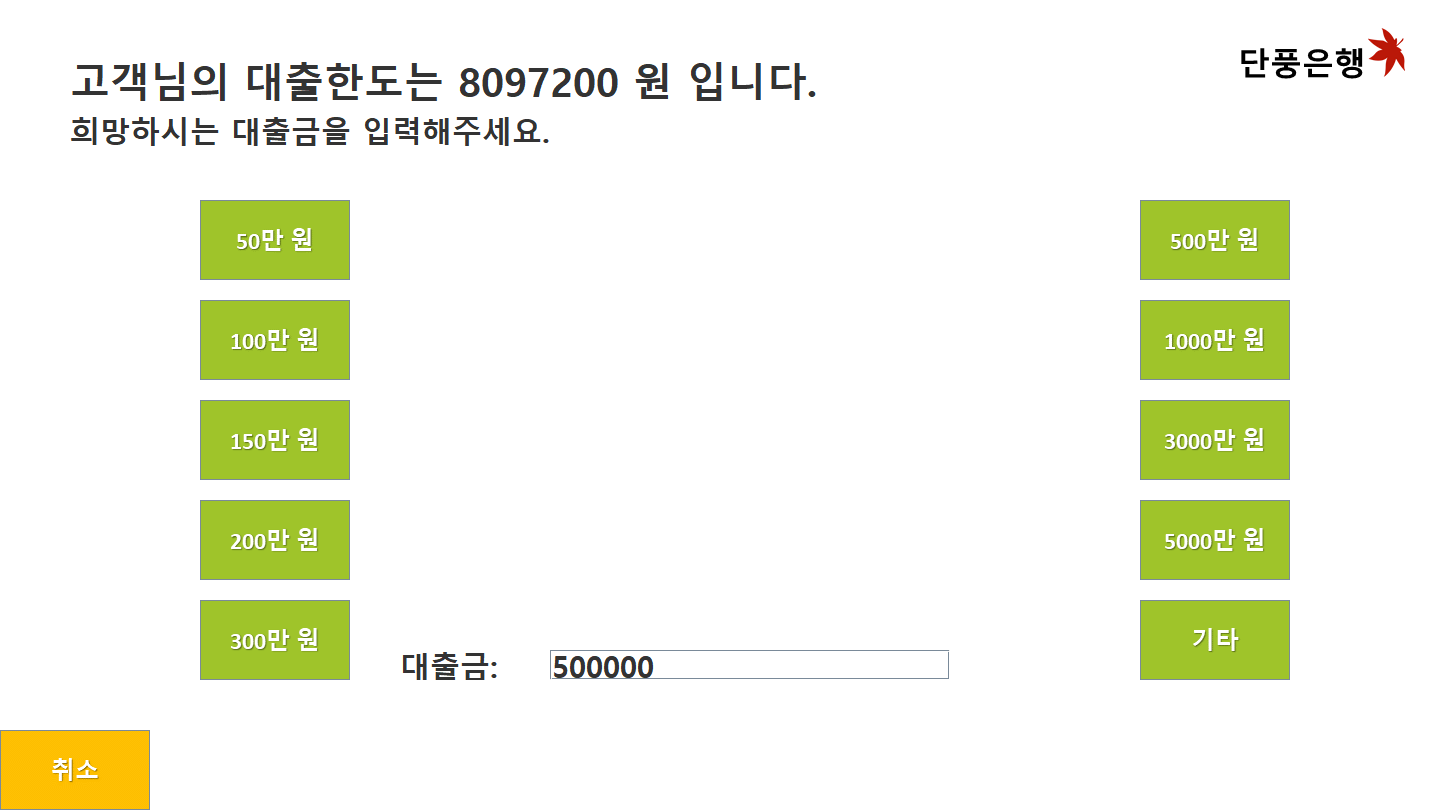 단풍은행
고객님의 대출한도는 8097200 원 입니다.
희망하시는 대출금을 입력해주세요.
50만 원
500만 원
100만 원
1000만 원
150만 원
3000만 원
200만 원
5000만 원
300만 원
기타
대출금: 500000
취소